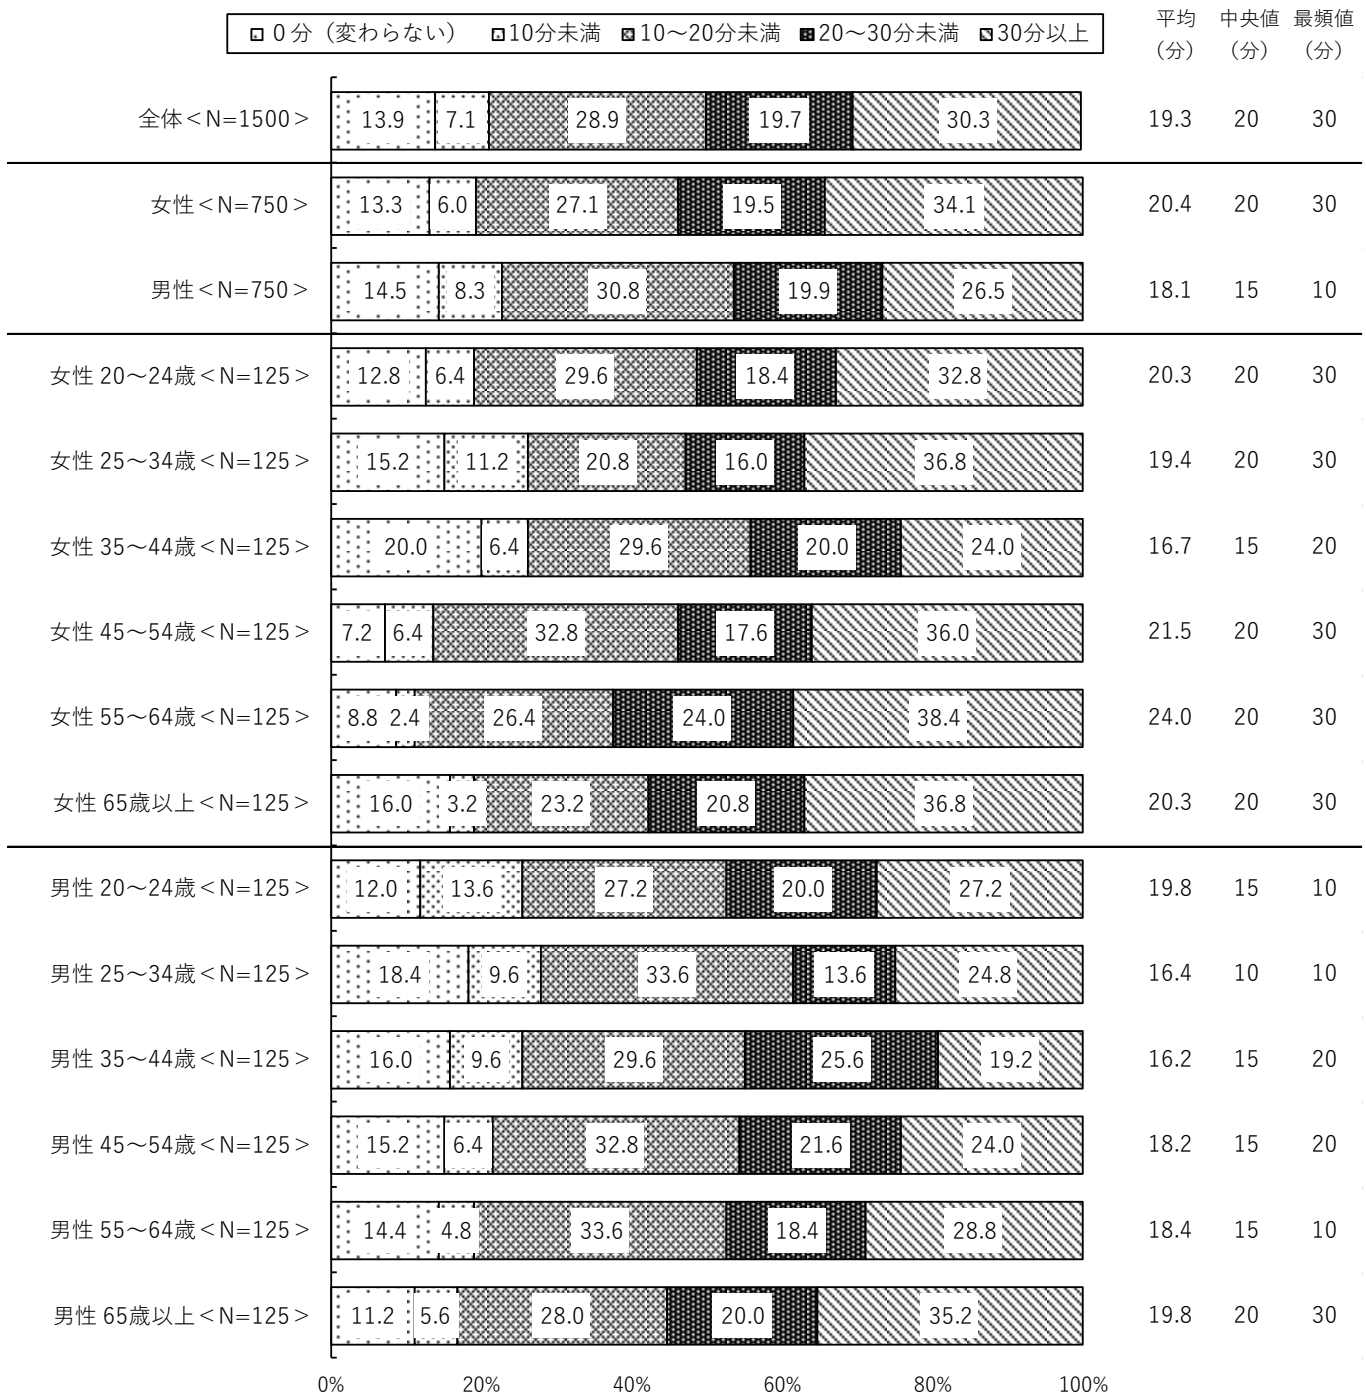 ０分（変わらない） 10分未満 10～20分未満 20～30分未満 30分以上
平均（分） 中央値（分） 最頻値（分）
全体＜N=1500＞ 13.9 7.1 28.9 19.7 30.3 19.3 20 30
女性＜N=750＞ 13.3 6.0 27.1 19.5 34.1 20.4 20 30
男性＜N=750＞ 14.5 8.3 30.8 19.9 26.5 18.1 15 10
女性 20～24歳＜N=125＞ 12.8 6.4 29.6 18.4 32.8 20.3 20 30
女性 25～34歳＜N=125＞ 15.2 11.2 20.8 16.0 36.8 19.4 20 30
女性 35～44歳＜N=125＞ 20.0 6.4 29.6 20.0 24.0 16.7 15 20
女性 45～54歳＜N=125＞ 7.2 6.4 32.8 17.6 36.0 21.5 20 30
女性 55～64歳＜N=125＞ 8.8 2.4 26.4 24.0 38.4 24.0 20 30
女性 65歳以上＜N=125＞ 16.0 3.2 23.2 20.8 36.8 20.3 20 30
男性 20～24歳＜N=125＞ 12.0 13.6 27.2 20.0 27.2 19.8 15 10
男性 25～34歳＜N=125＞ 18.4 9.6 33.6 13.6 24.8 16.4 10 10
男性 35～44歳＜N=125＞ 16.0 9.6 29.6 25.6 19.2 16.2 15 20
男性 45～54歳＜N=125＞ 15.2 6.4 32.8 21.6 24.0 18.2 15 20
男性 55～64歳＜N=125＞ 14.4 4.8 33.6 18.4 28.8 18.4 15 10
男性 65歳以上＜N=125＞ 11.2 5.6 28.0 20.0 35.2 19.8 20 30
0% 20% 40% 60% 80% 100%